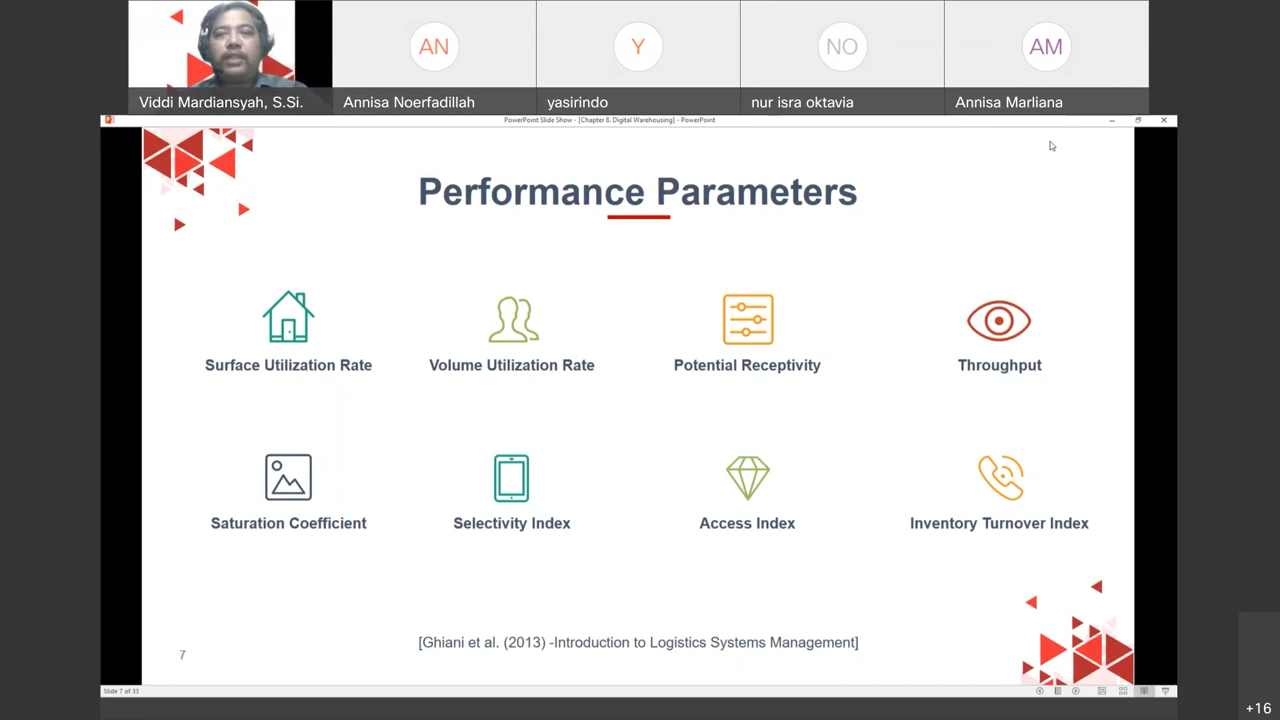 AN
Y
NO
AM
Viddi Mardiansyah, S.Si.
Annisa Noerfadillah
yasirindo
nur isra oktavia
Annisa Marliana
PowerPoint Slide Show - [Chapter 8. Digital Warehousing] - PowerPoint
Performance Parameters
Surface Utilization Rate
Volume Utilization Rate
Potential Receptivity
Throughput
Saturation Coefficient
Selectivity Index
Access Index
Inventory Turnover Index
[Ghiani et al. (2013) -Introduction to Logistics Systems Management]
7
Slide 7 of 33
+16